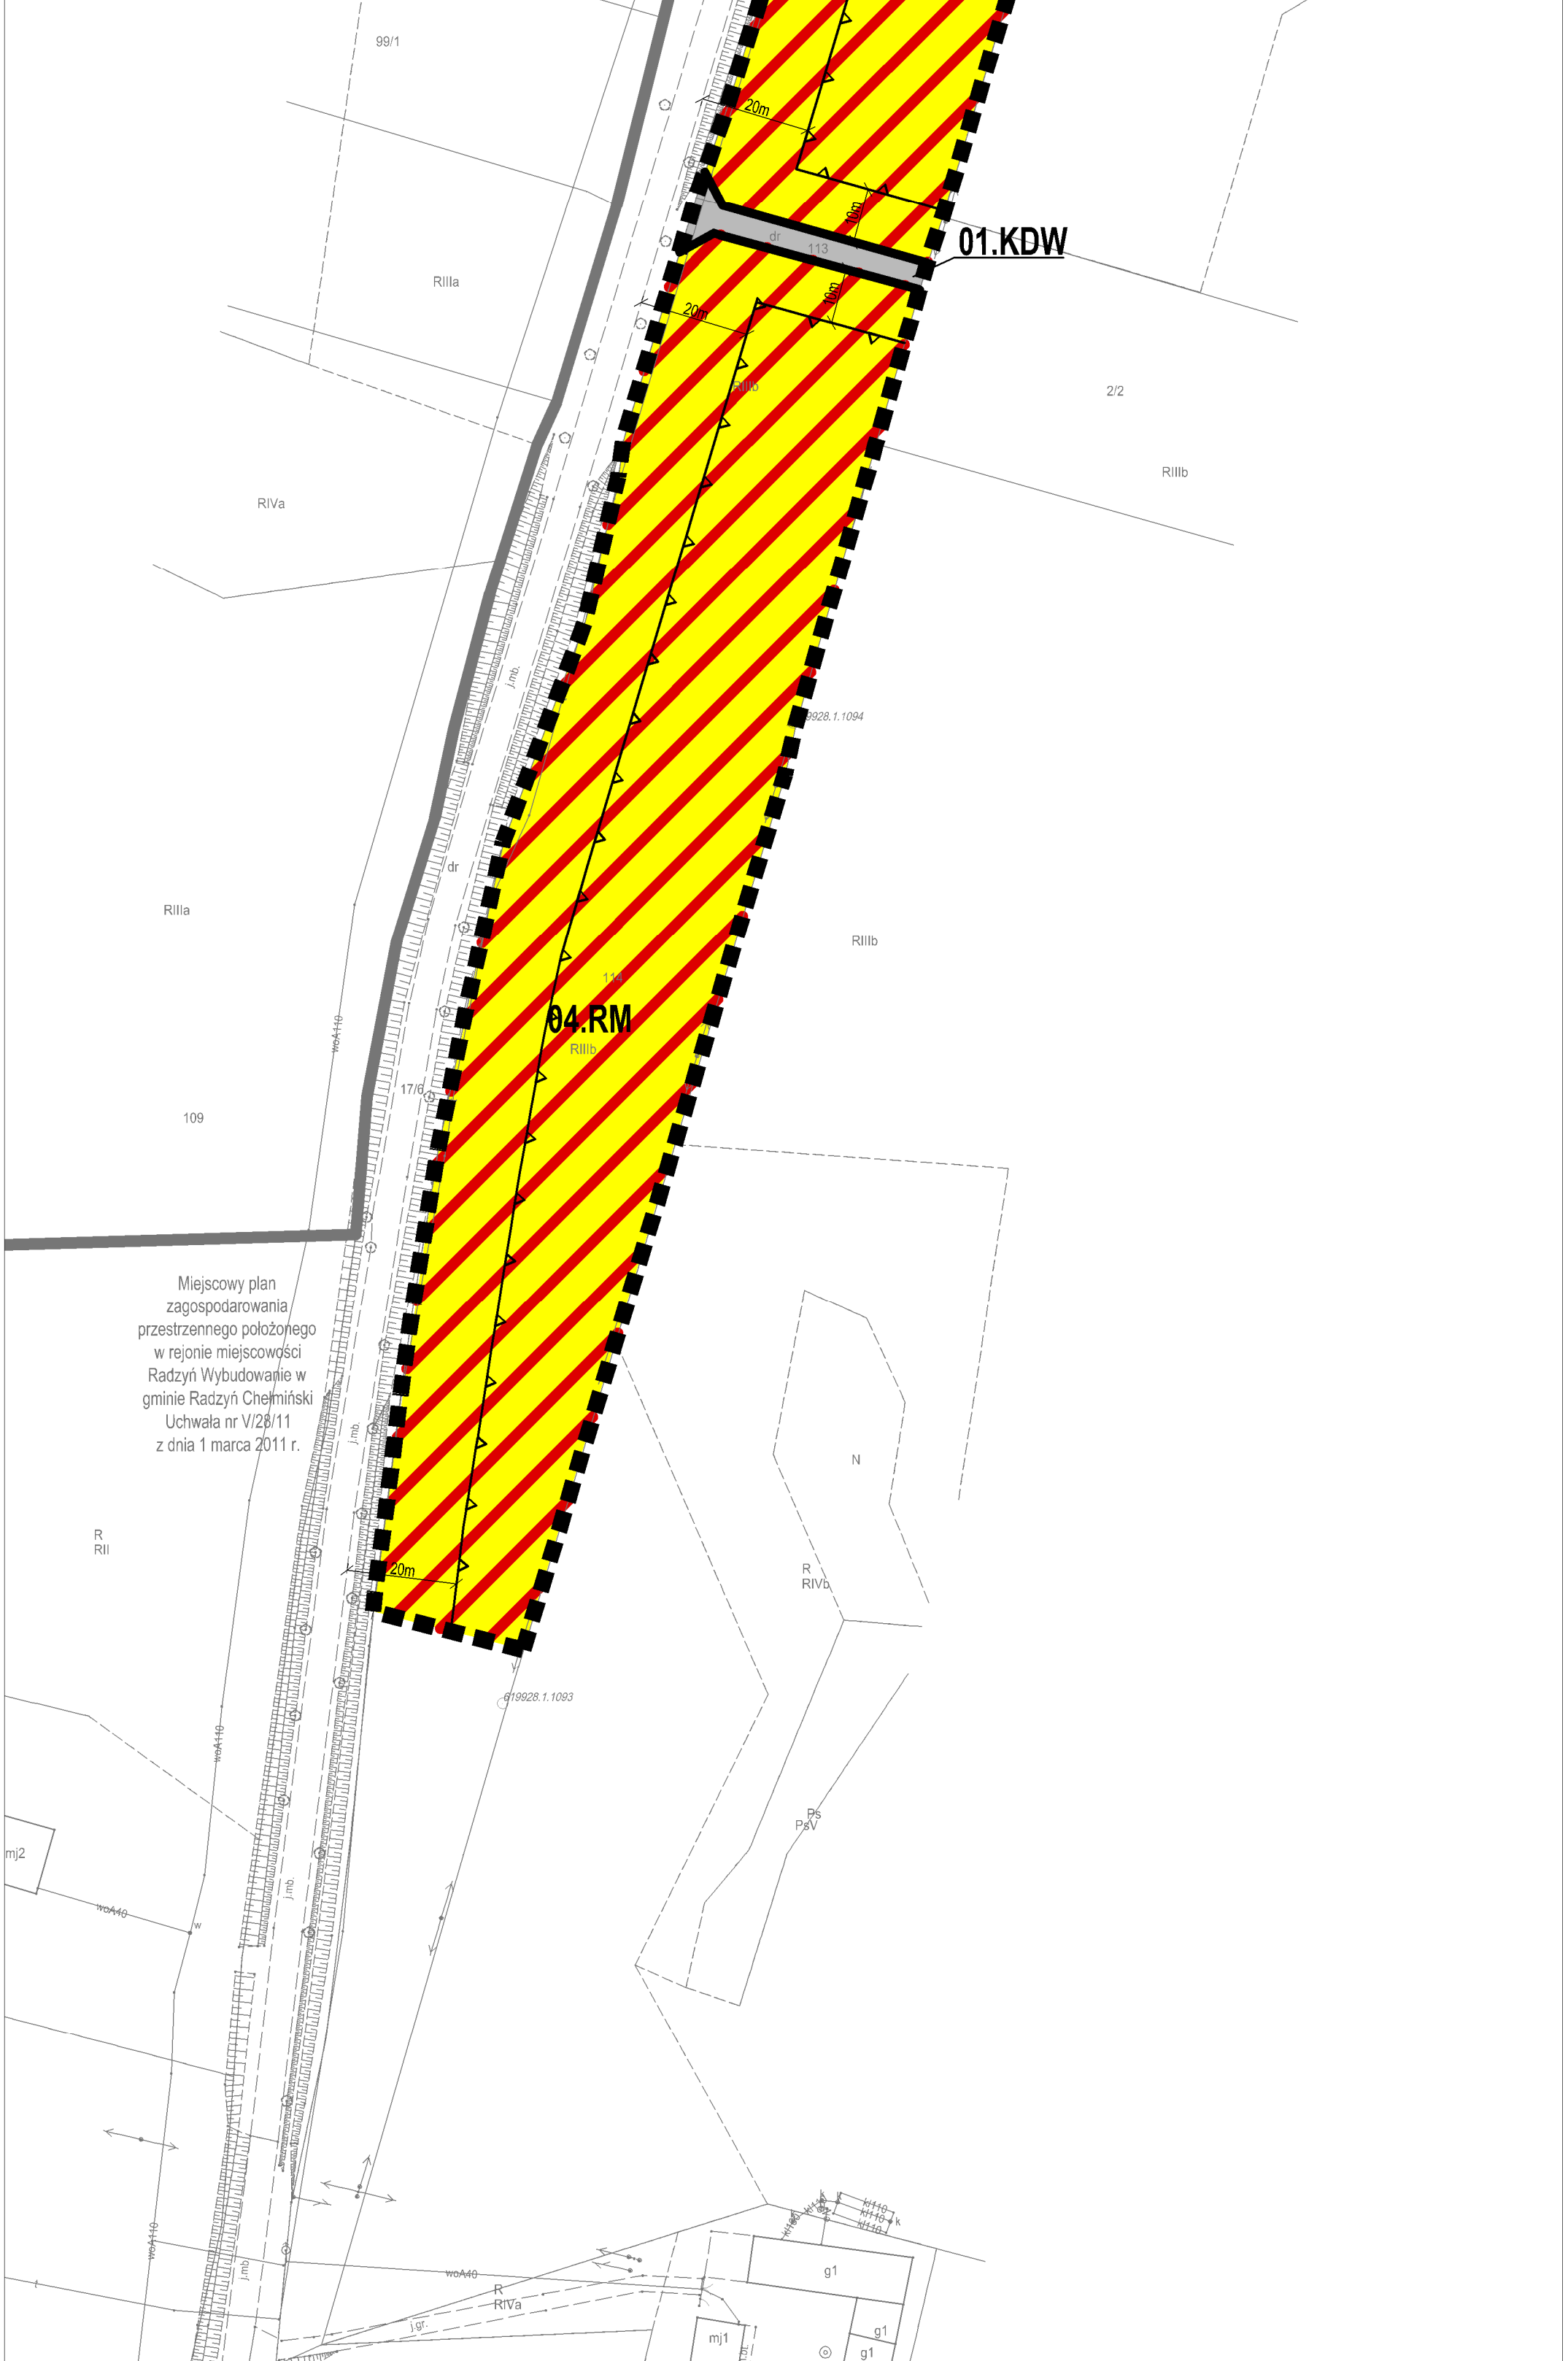 99/1
20m
10m
dr
113
01.KDW
RIIIa
10m
20m
RIIIb
2/2
RIIIb
RIVa
j.mb.
9928.1.1094
dr
RIIIa
RIIIb
114
04.RM
RIIIb
woA110
17/6
109
Miejscowy plan
zagospodarowania
przestrzennego położonego
w rejonie miejscowości
Radzyń Wybudowanie w
gminie Radzyń Chełmiński
Uchwała nr V/28/11
z dnia 1 marca 2011 r.
j.mb.
N
R
RII
20m
R
RIVb
619928.1.1093
woA110
Ps
PsV
mj2
j.mb.
woA40
w
k
kl110
kl110
kl110
k
woA110
j.mb.
woA40
R
RIVa
g1
t
j.gr.
mj1
g1
g1